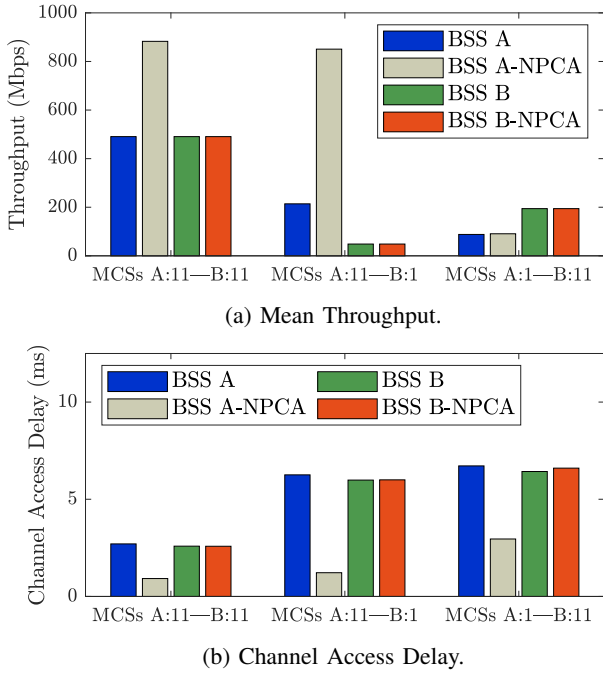 1000
800
600
400
200
0
Throughput (Mbps)
BSS A
BSS A-NPCA
BSS B
BSS B-NPCA
MCSs A:11—B:11 MCSs A:11—B:1 MCSs A:1—B:11
(a) Mean Throughput.
10
5
0
Channel Access Delay (ms)
BSS A BSS B
BSS A-NPCA BSS B-NPCA
MCSs A:11—B:11 MCSs A:11—B:1 MCSs A:1—B:11
(b) Channel Access Delay.